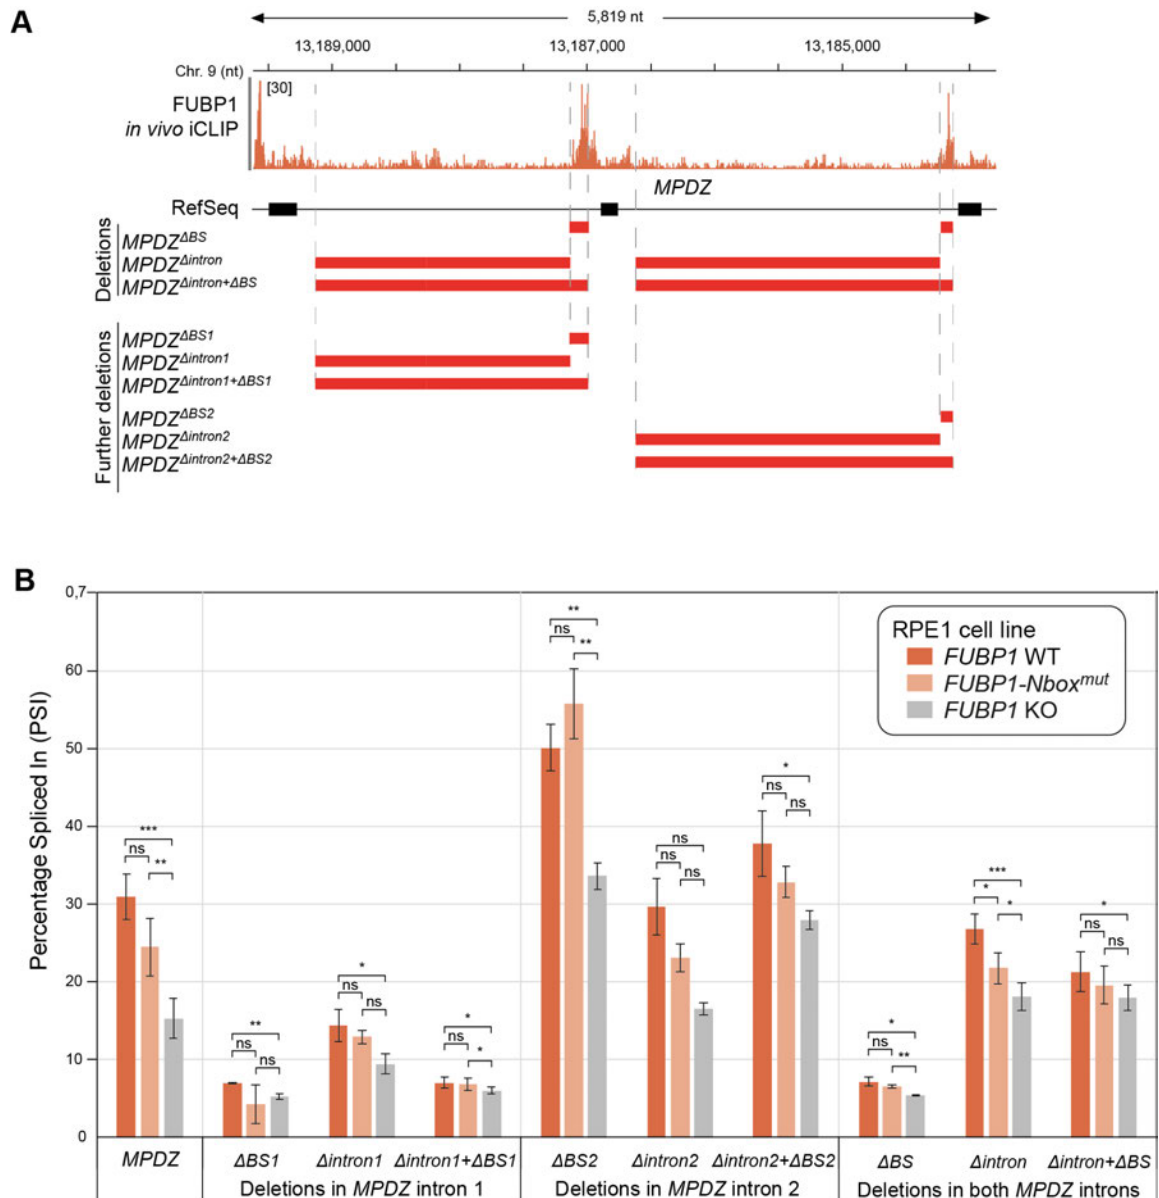 A
5,819 nt
13,189,000 13,187,000 13,185,000
Chr. 9 (nt)
[30]
FUBP1
in vivo iCLIP
MPDZ
RefSeq
Deletions
MPDZ^ΔBS
MPDZ^Δintron
MPDZ^Δintron+ΔBS
Further deletions
MPDZ^ΔBS1
MPDZ^Δintron1
MPDZ^Δintron1+ΔBS1
MPDZ^ΔBS2
MPDZ^Δintron2
MPDZ^Δintron2+ΔBS2
B
Percentage Spliced In (PSI)
0,7
60
50
40
30
20
10
0
RPE1 cell line
FUBP1 WT
FUBP1-Nbox^mut
FUBP1 KO
***
ns
**
**
ns
ns
*
ns
ns
*
ns
*
**
ns
**
ns
ns
ns
*
ns
ns
*
ns
**
***
*
*
*
ns
ns
MPDZ ΔBS1 Δintron1 Δintron1+ΔBS1 ΔBS2 Δintron2 Δintron2+ΔBS2 ΔBS Δintron Δintron+ΔBS
Deletions in MPDZ intron 1 Deletions in MPDZ intron 2 Deletions in both MPDZ introns